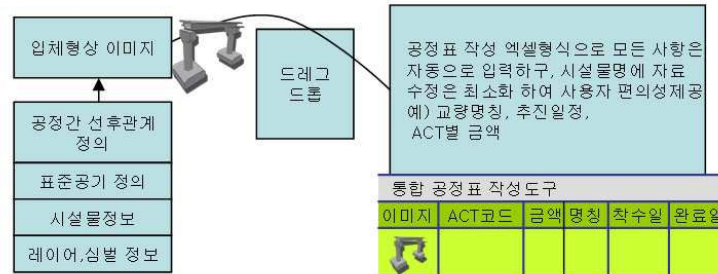 입체형상 이미지
드레그
드롭
공정표 작성 엑셀형식으로 모든 사항은
자동으로 입력하구, 시설물명에 자료
수정은 최소화 하여 사용자 편의성제공
예) 교량명칭, 추진일정,
ACT별 금액
공정간 선후관계
정의
표준공기 정의
시설물정보
레이어,심벌 정보
통합 공정표 작성도구
이미지 ACT코드 금액 명칭 착수일 완료일